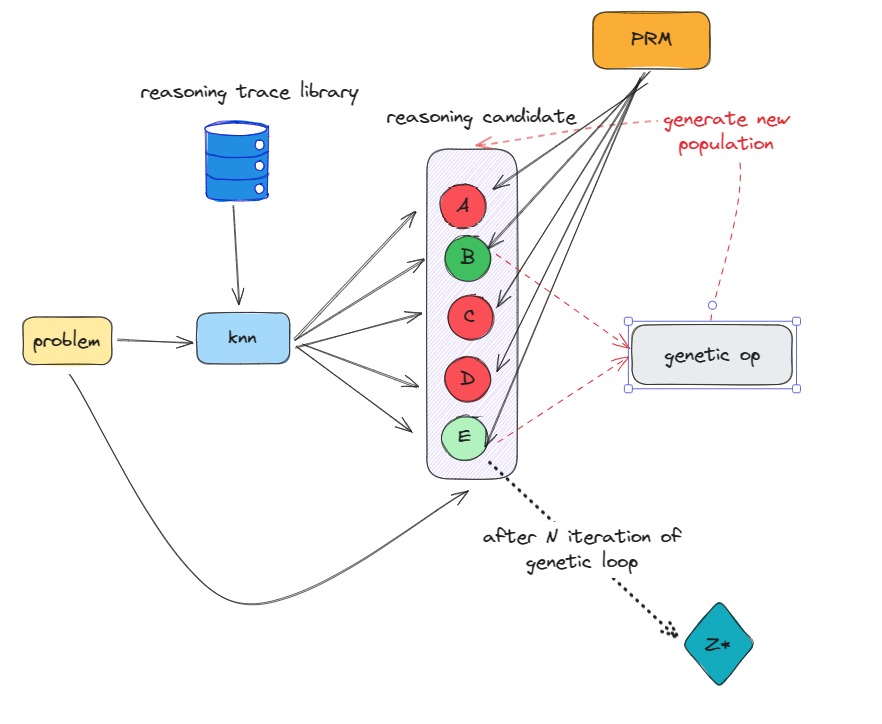 PRM
reasoning trace library
reasoning candidate
generate new
population
A
B
C
D
E
problem
knn
genetic op
after N iteration of
genetic loop
Z*